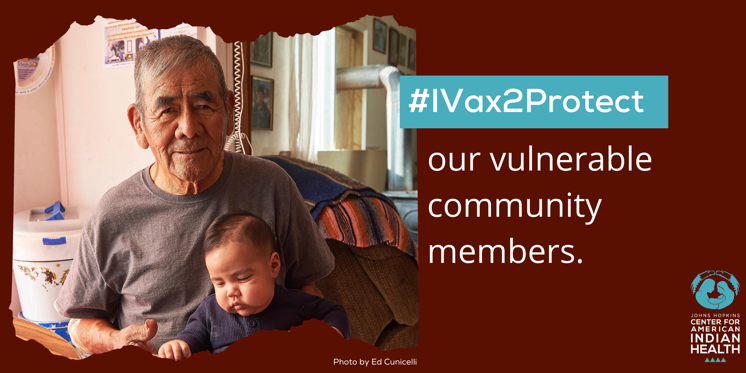 #IVax2Protect
our vulnerable
community
members.
Photo by Ed Cunicelli
JOHNS HOPKINS
CENTER FOR
AMERICAN
INDIAN
HEALTH